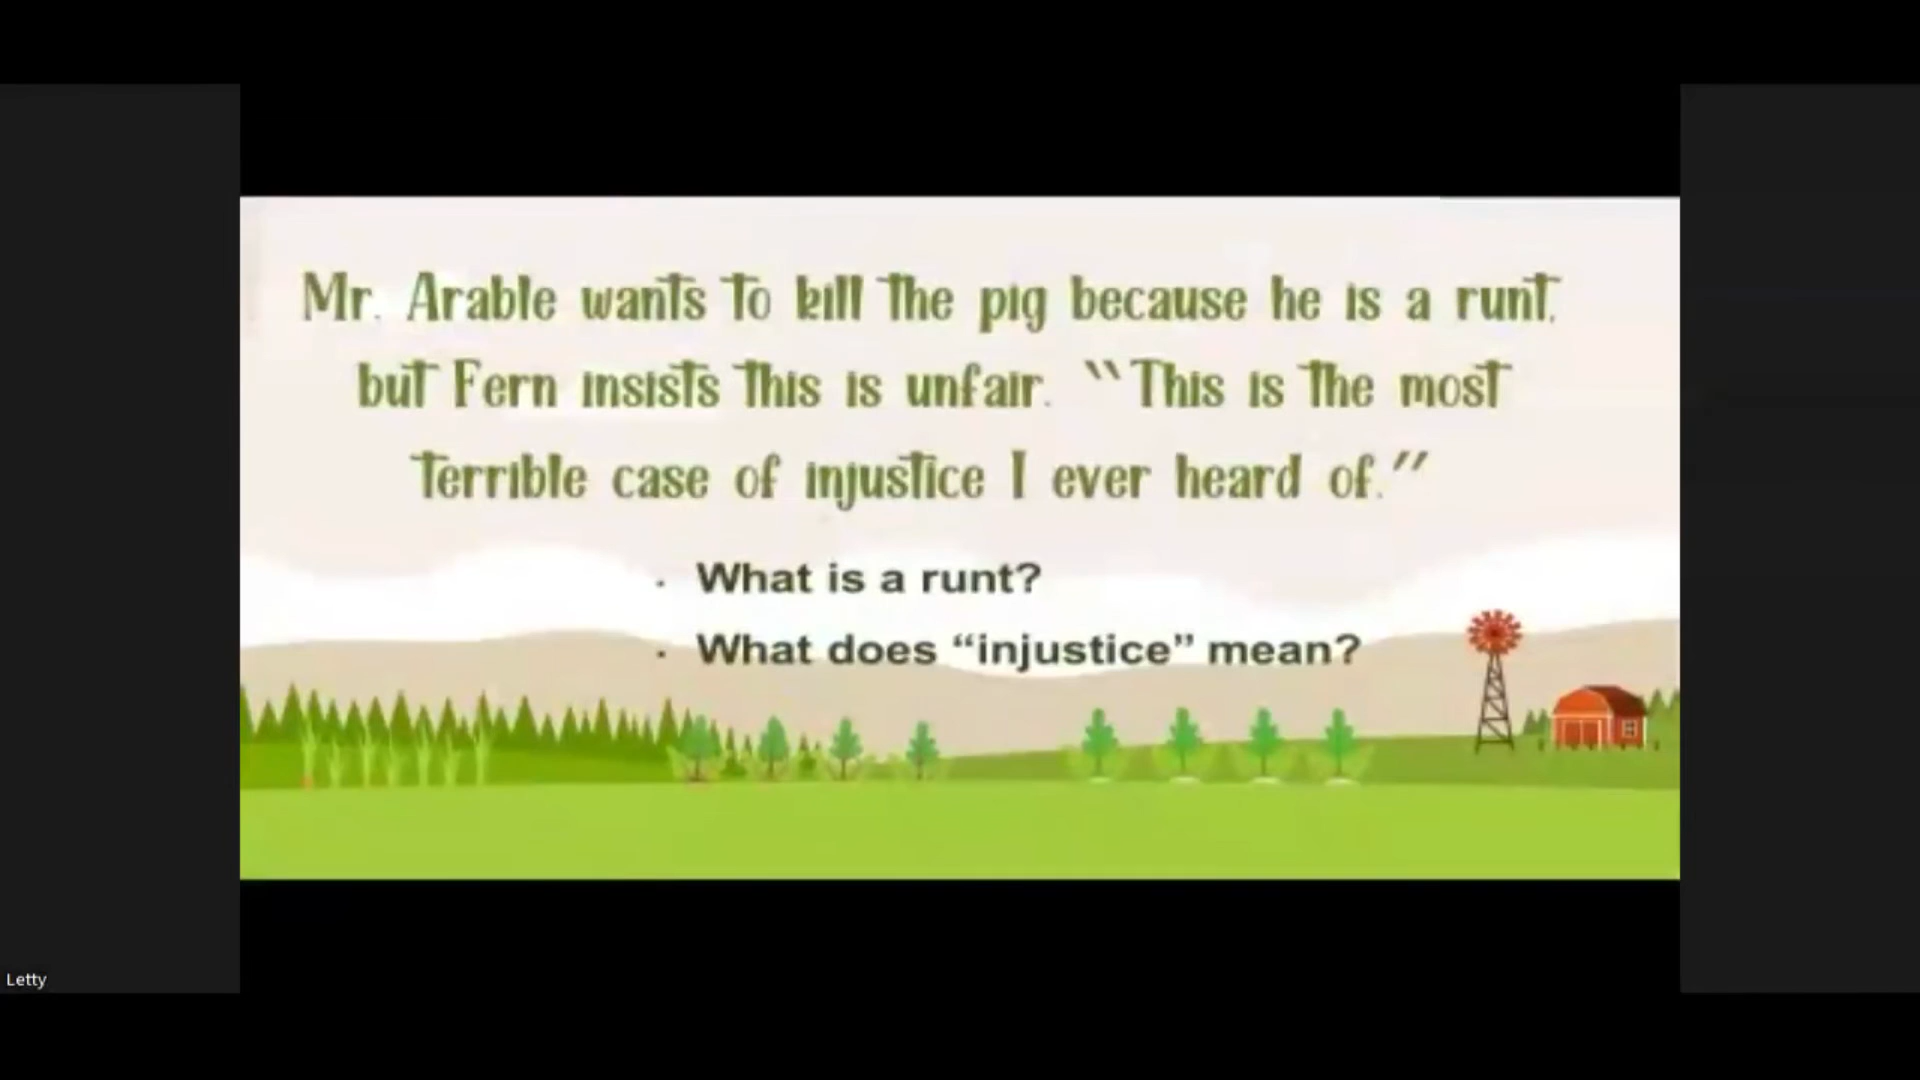 Mr. Arable wants to kill the pig because he is a runt,
but Fern insists this is unfair. “This is the most
terrible case of injustice I ever heard of.”
· What is a runt?
· What does “injustice” mean?
Letty